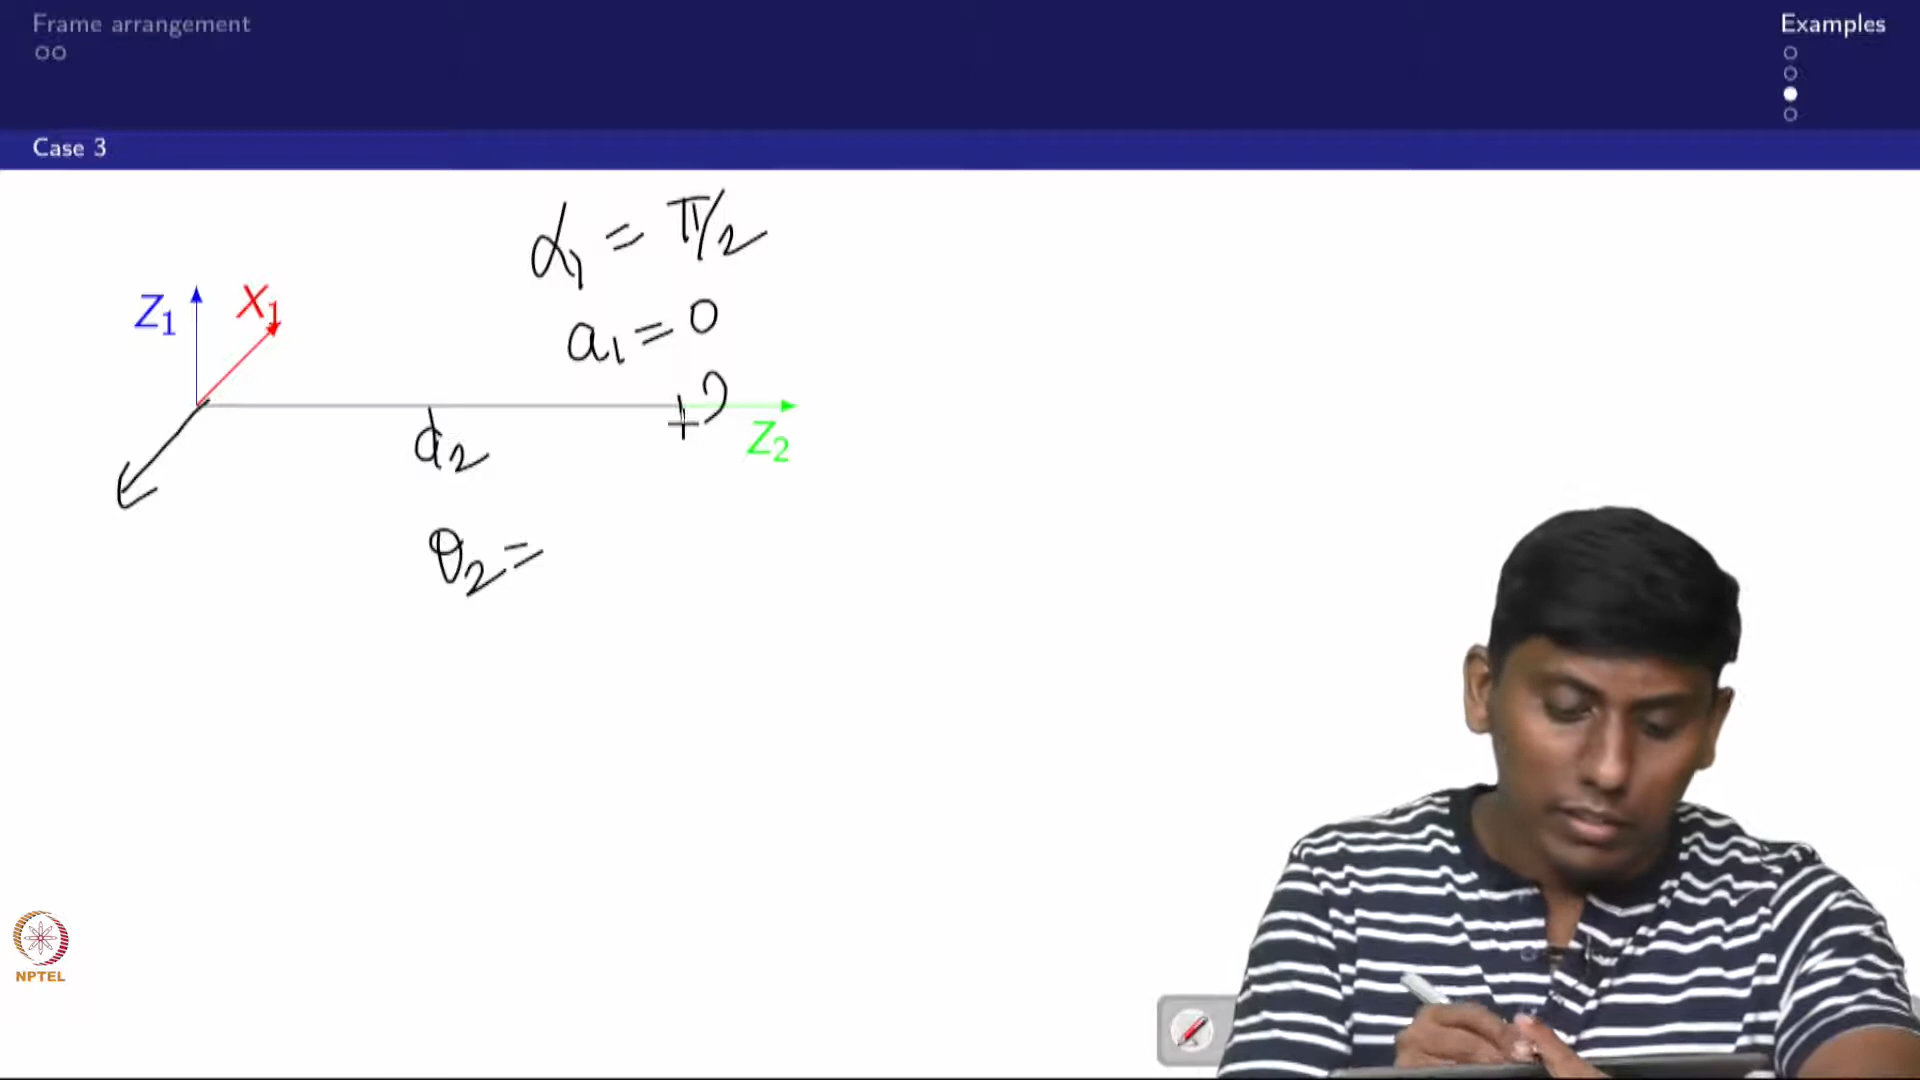 Frame arrangement
Examples
Case 3
α₁ = π/2
Z₁
X₁
a₁ = 0
d₂
Z₂
θ₂ =
NPTEL